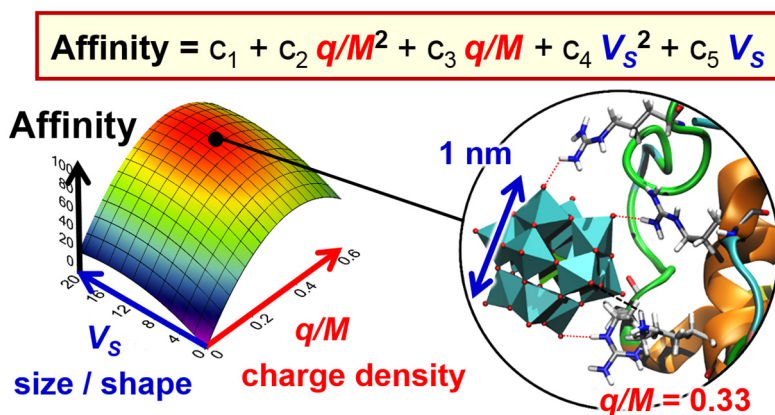 Affinity = c₁ + c₂ q/M² + c₃ q/M + c₄ Vₛ² + c₅ Vₛ
Affinity
100
80
60
40
20
0
20
16
12
8
4
0
0
0.2
0.4
0.6
Vₛ
size / shape
q/M
charge density
1 nm
q/M = 0.33